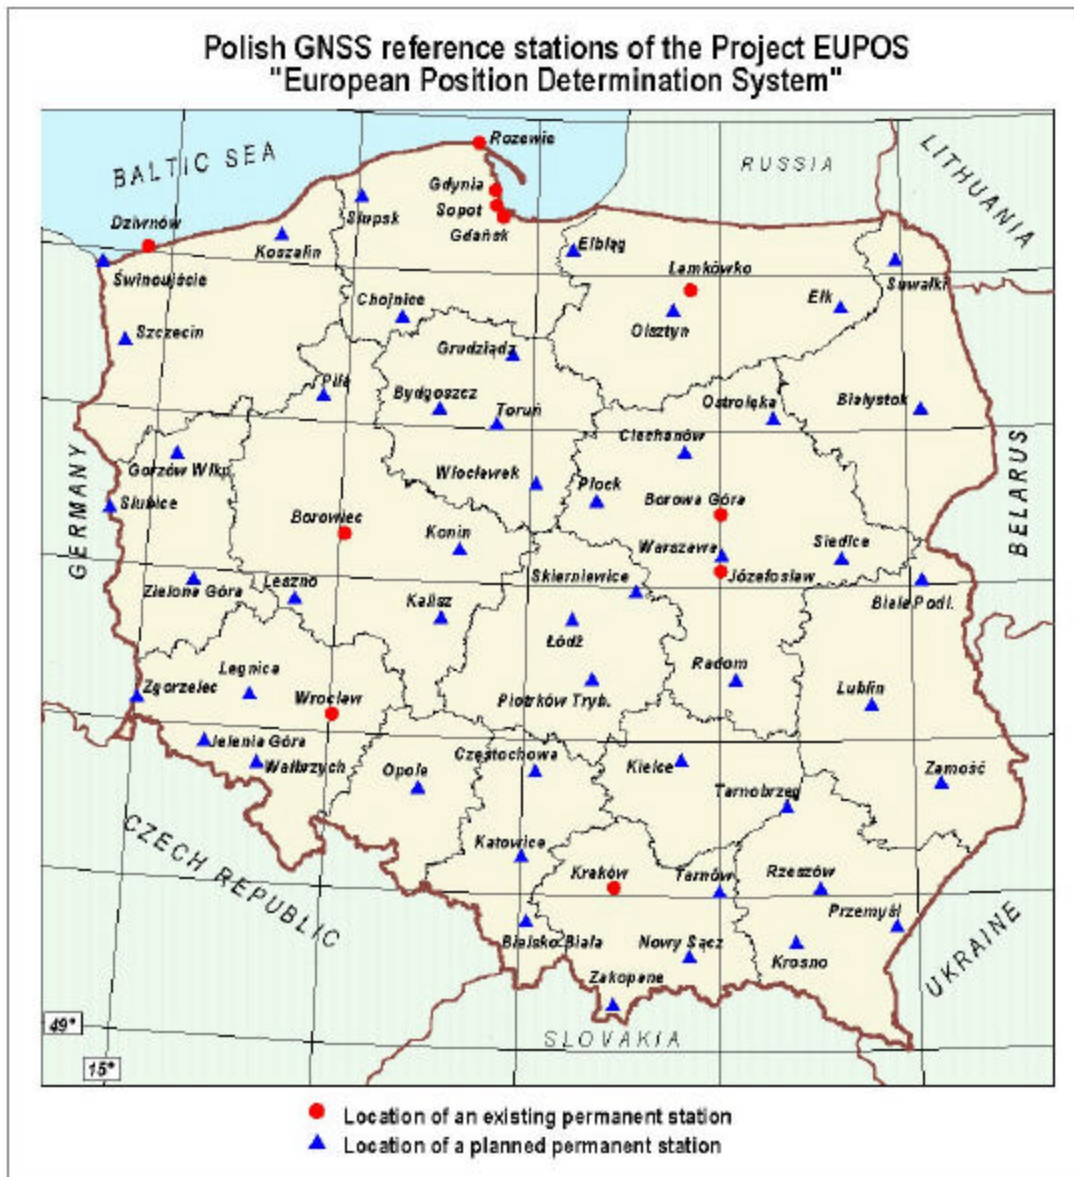 Polish GNSS reference stations of the Project EUPOS
"European Position Determination System"
BALTIC SEA
Rozewie
RUSSIA
LITHUANIA
Gdynia
Sopot
Gdańsk
Słupsk
Dziwnów
Koszalin
Elbląg
Świnoujście
Lamkówko
Suwałki
Chojnice
Ełk
Szczecin
Olsztyn
Grudziądz
Piła
Bydgoszcz
Toruń
Ostrołęka
Białystok
Ciechanów
Gorzów Wlkp.
Włocławek
Płock
Borowa Góra
BELARUS
GERMANY
Słubice
Borowiec
Konin
Warszawa
Siedlce
Skierniewice
Józefosław
Zielona Góra
Leszno
Kalisz
Biała Podl.
Łódź
Radom
Legnica
Zgorzelec
Wrocław
Piotrków Tryb.
Lublin
Jelenia Góra
Wałbrzych
Częstochowa
Opole
Kielce
Zamość
Tarnobrzeg
CZECH REPUBLIC
Katowice
Kraków
Tarnów
Rzeszów
Przemyśl
UKRAINE
Bielsko Biała
Nowy Sącz
Krosno
Zakopane
49°
SLOVAKIA
15°
Location of an existing permanent station
Location of a planned permanent station